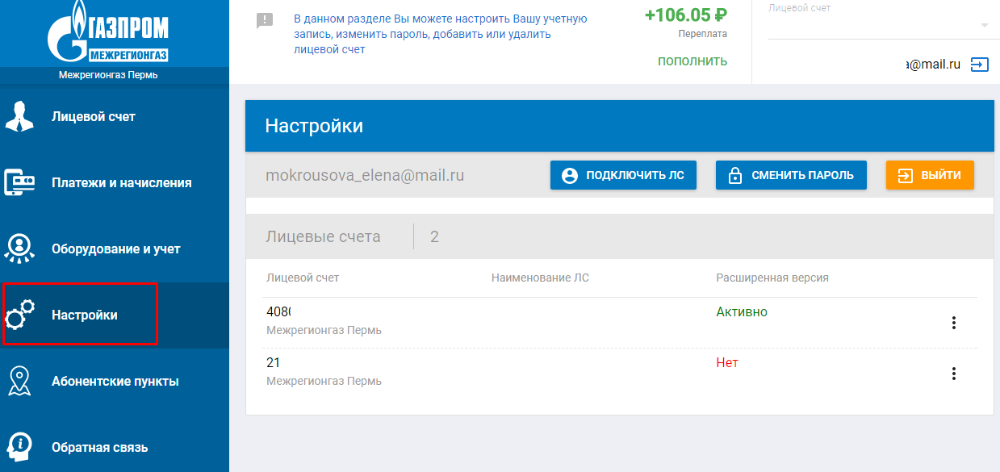 ГАЗПРОМ
МЕЖРЕГИОНГАЗ
Межрегионгаз Пермь
Лицевой счет
Платежи и начисления
Оборудование и учет
Настройки
Абонентские пункты
Обратная связь
В данном разделе Вы можете настроить Вашу учетную
запись, изменить пароль, добавить или удалить
лицевой счет
+106.05 ₽
Переплата
ПОПОЛНИТЬ
Лицевой счет
a@mail.ru
Настройки
mokrousova_elena@mail.ru
ПОДКЛЮЧИТЬ ЛС
СМЕНИТЬ ПАРОЛЬ
ВЫЙТИ
Лицевые счета 2
Лицевой счет Наименование ЛС Расширенная версия
4080 Активно
Межрегионгаз Пермь
21 Нет
Межрегионгаз Пермь